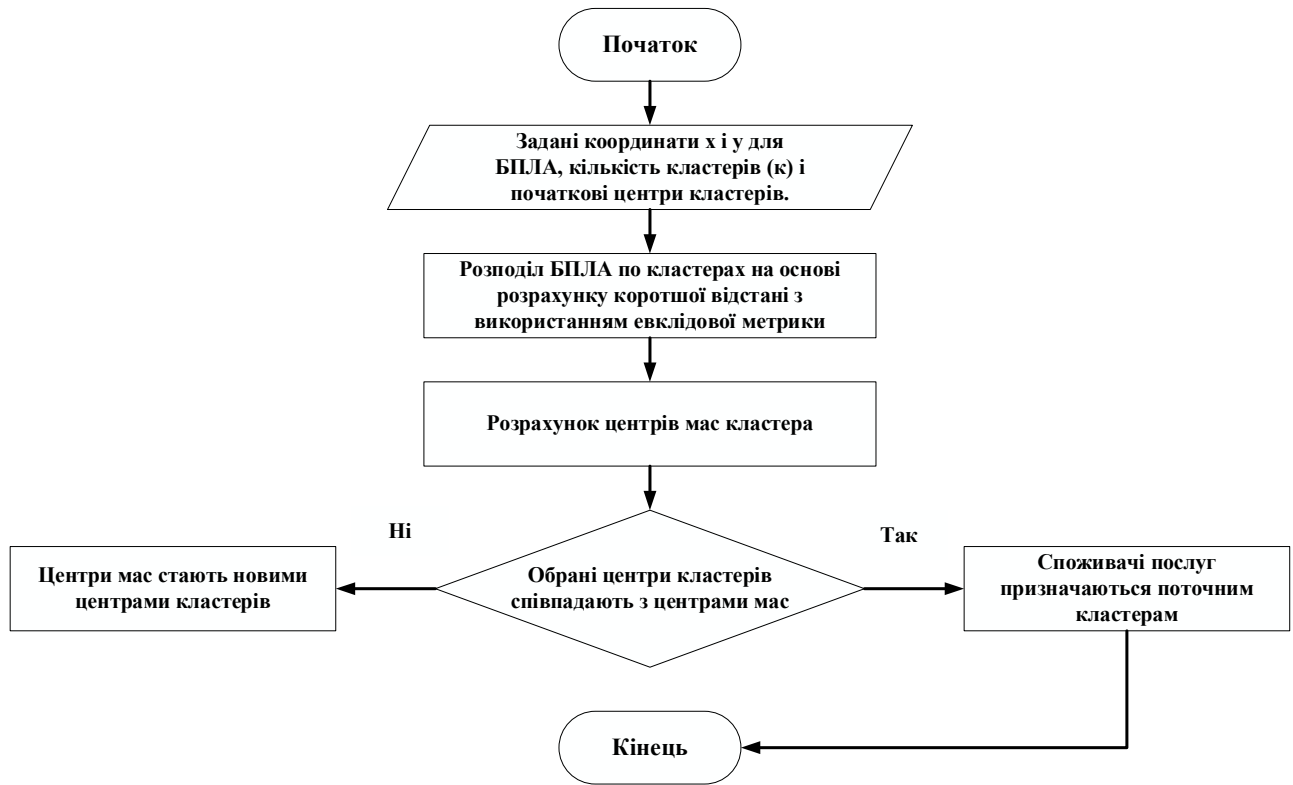 Початок
Задані координати x і y для
БПЛА, кількість кластерів (к) і
початкові центри кластерів.
Розподіл БПЛА по кластерах на основі
розрахунку коротшої відстані з
використанням евклідової метрики
Розрахунок центрів мас кластера
Ні
Так
Центри мас стають новими
центрами кластерів
Обрані центри кластерів
співпадають з центрами мас
Споживачі послуг
призначаються поточним
кластерам
Кінець